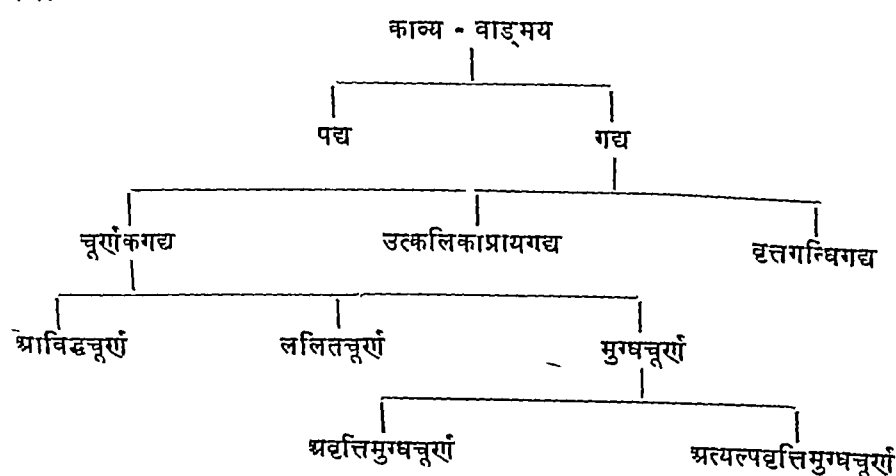 काव्य - वाङ्मय
पद्य गद्य
चूर्णकगद्य उत्कलिकाप्रायगद्य वृत्तगन्धिगद्य
आविद्धचूर्ण ललितचूर्ण मुग्धचूर्ण
अवृत्तिमुग्धचूर्ण अत्यल्पवृत्तिमुग्धचूर्ण